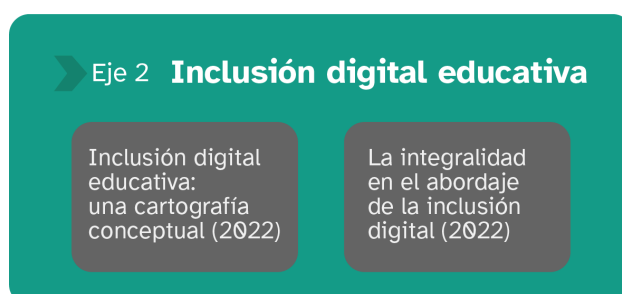 Eje 2 Inclusión digital educativa
Inclusión digital
educativa:
una cartografía
conceptual (2022)
La integralidad
en el abordaje
de la inclusión
digital (2022)